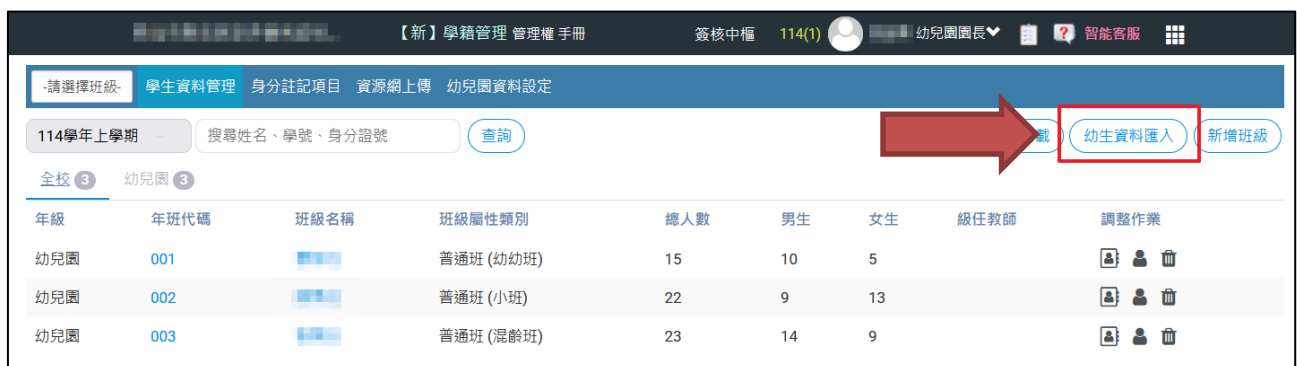 【新】學籍管理 管理權 手冊 簽核中樞 114(1) 幼兒園園長 智能客服
-請選擇班級- 學生資料管理 身分註記項目 資源網上傳 幼兒園資料設定
114學年上學期 搜尋姓名、學號、身分證號 查詢 載 幼生資料匯入 新增班級
全校 3 幼兒園 3
年級 年班代碼 班級名稱 班級屬性類別 總人數 男生 女生 級任教師 調整作業
幼兒園 001 普通班 (幼幼班) 15 10 5
幼兒園 002 普通班 (小班) 22 9 13
幼兒園 003 普通班 (混齡班) 23 14 9